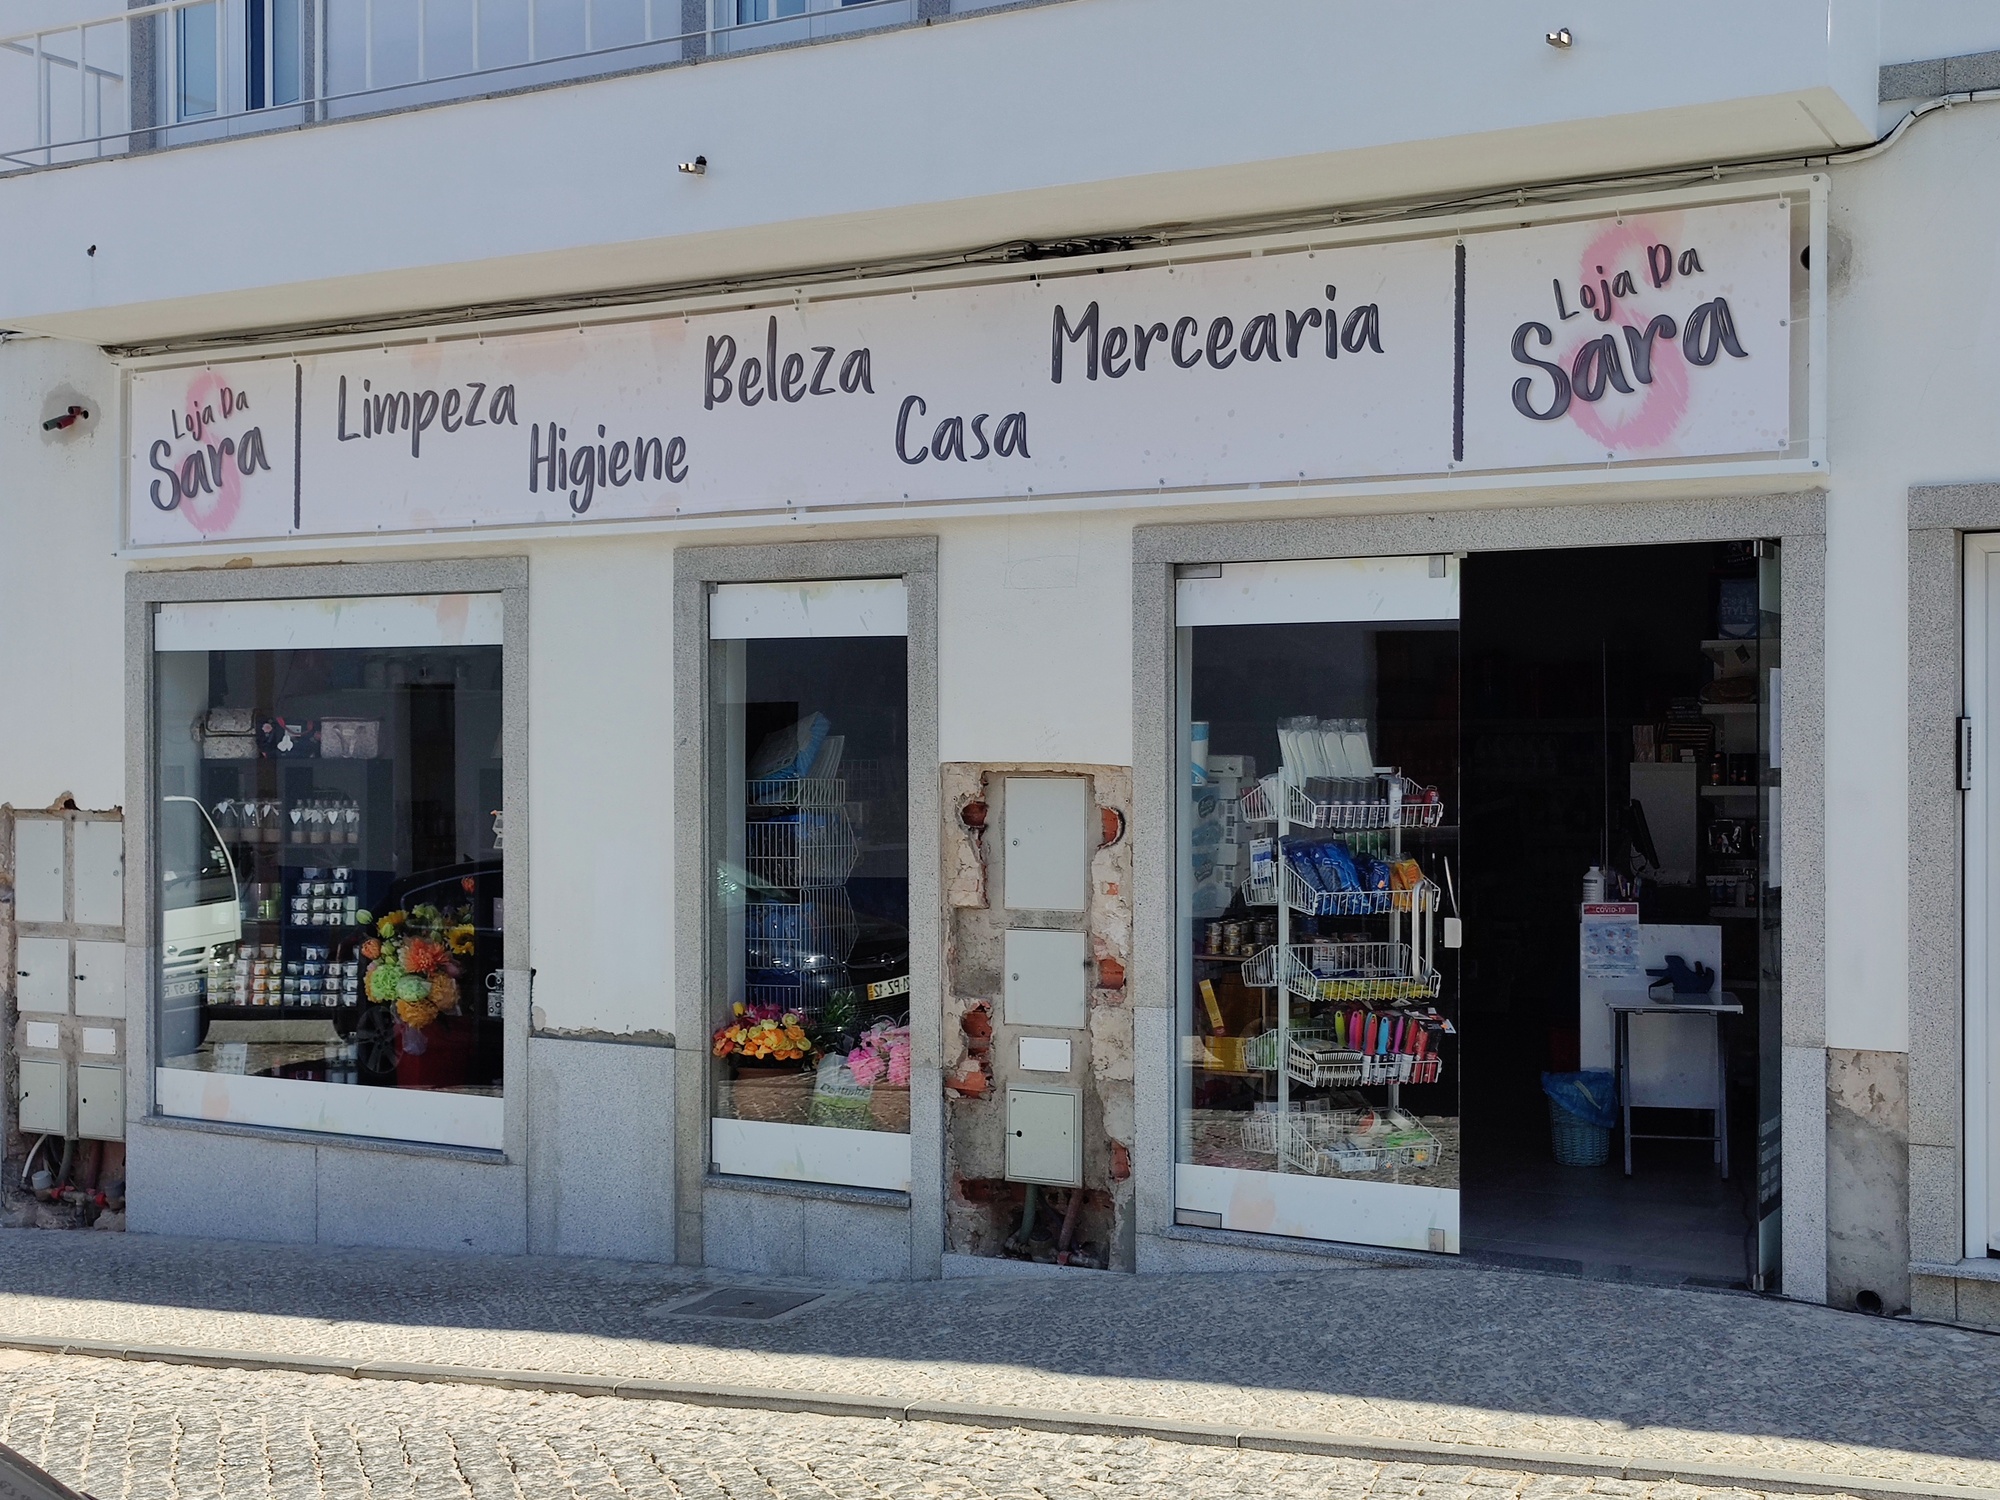 Loja Da
Sara
Limpeza
Higiene
Beleza
Casa
Mercearia
Loja Da
Sara
COVID-19